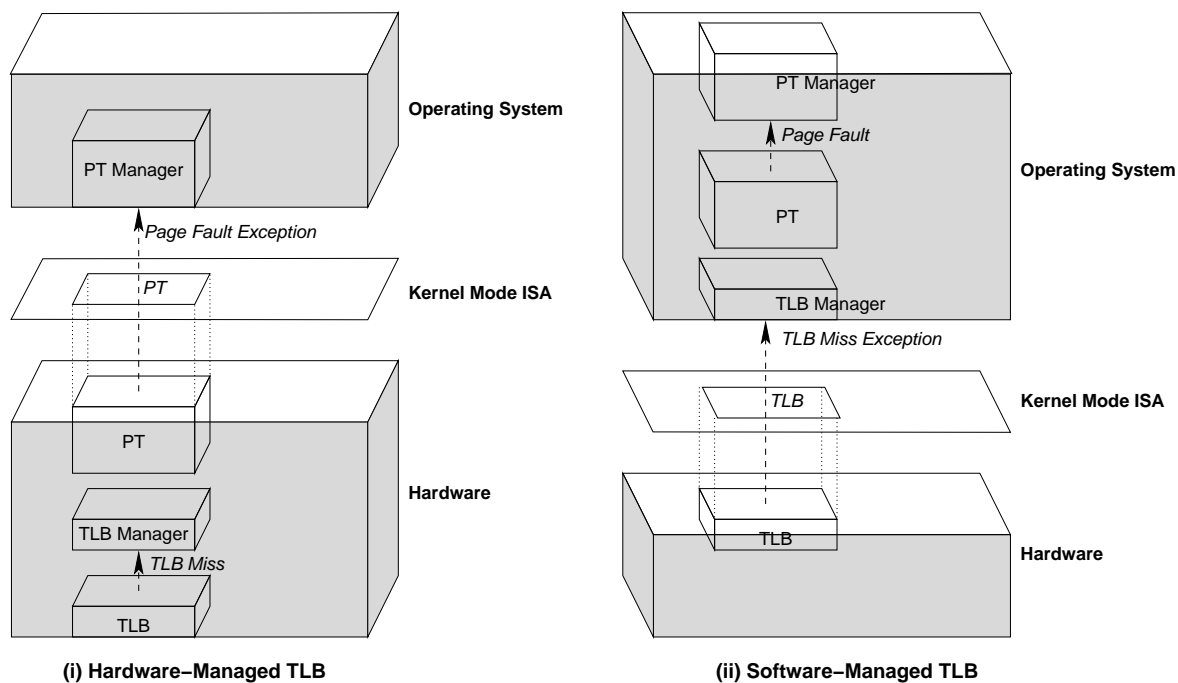 Operating System
PT Manager
Page Fault Exception
PT
Kernel Mode ISA
PT
Hardware
TLB Manager
TLB Miss
TLB
(i) Hardware–Managed TLB
PT Manager
Page Fault
Operating System
PT
TLB Manager
TLB Miss Exception
TLB
Kernel Mode ISA
TLB
Hardware
(ii) Software–Managed TLB